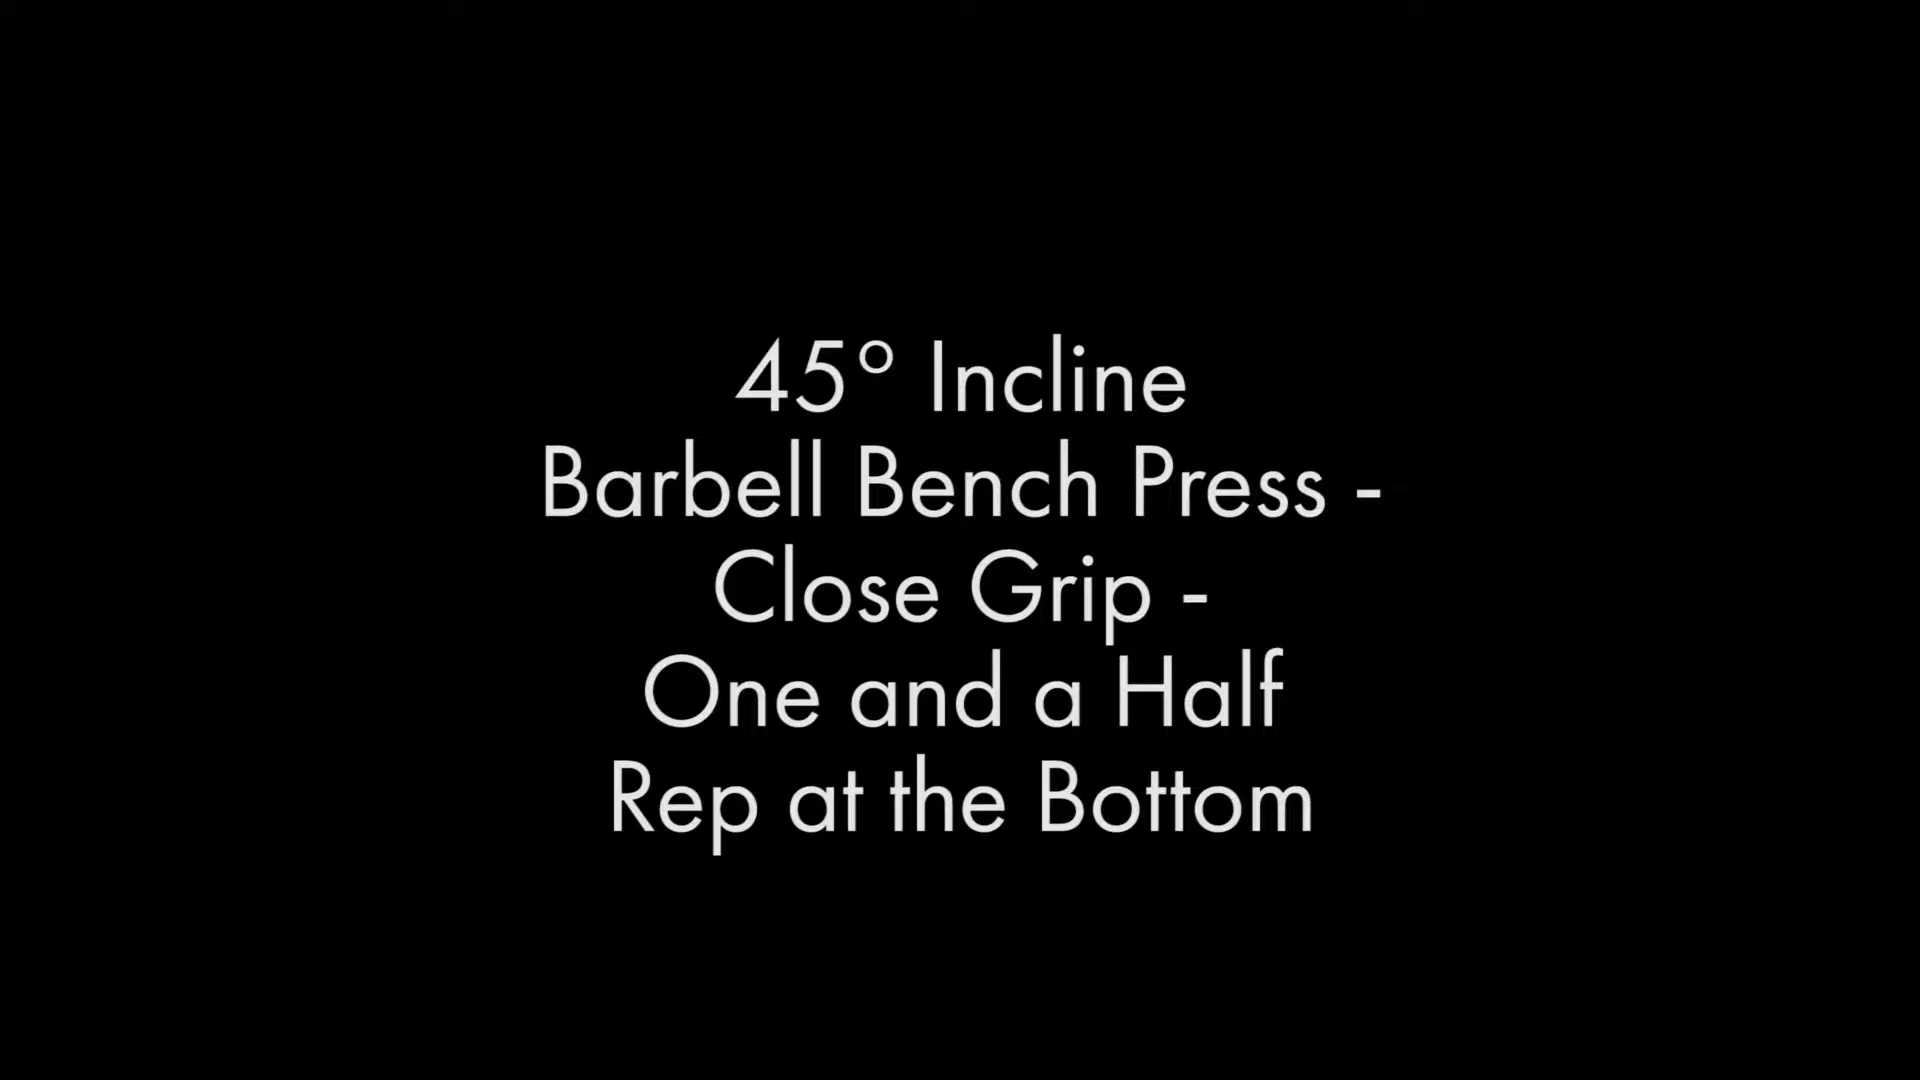 45° Incline
Barbell Bench Press -
Close Grip -
One and a Half
Rep at the Bottom